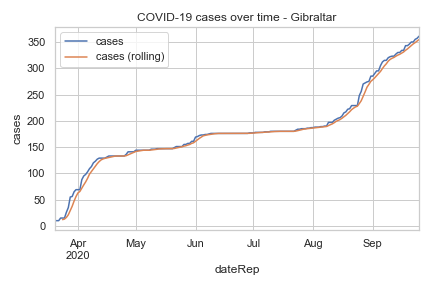 COVID-19 cases over time - Gibraltar
cases
cases (rolling)
350
300
250
200
150
100
50
0
cases
Apr
2020
May
Jun
Jul
Aug
Sep
dateRep